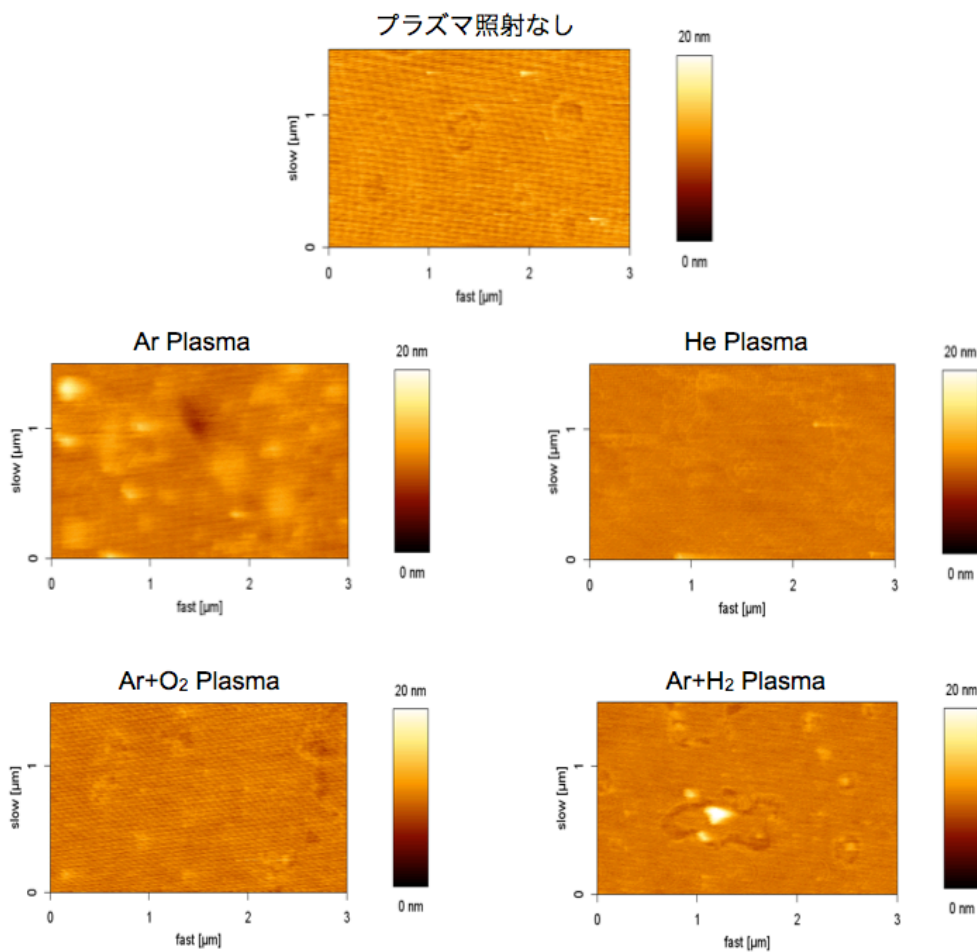 プラズマ照射なし
20 nm
slow [μm]
1
0
0 nm
0 1 2 3
fast [μm]
Ar Plasma
20 nm
slow [μm]
1
0
0 nm
0 1 2 3
fast [μm]
He Plasma
20 nm
slow [μm]
1
0
0 nm
0 1 2 3
fast [μm]
Ar+O₂ Plasma
20 nm
slow [μm]
1
0
0 nm
0 1 2 3
fast [μm]
Ar+H₂ Plasma
20 nm
slow [μm]
1
0
0 nm
0 1 2 3
fast [μm]